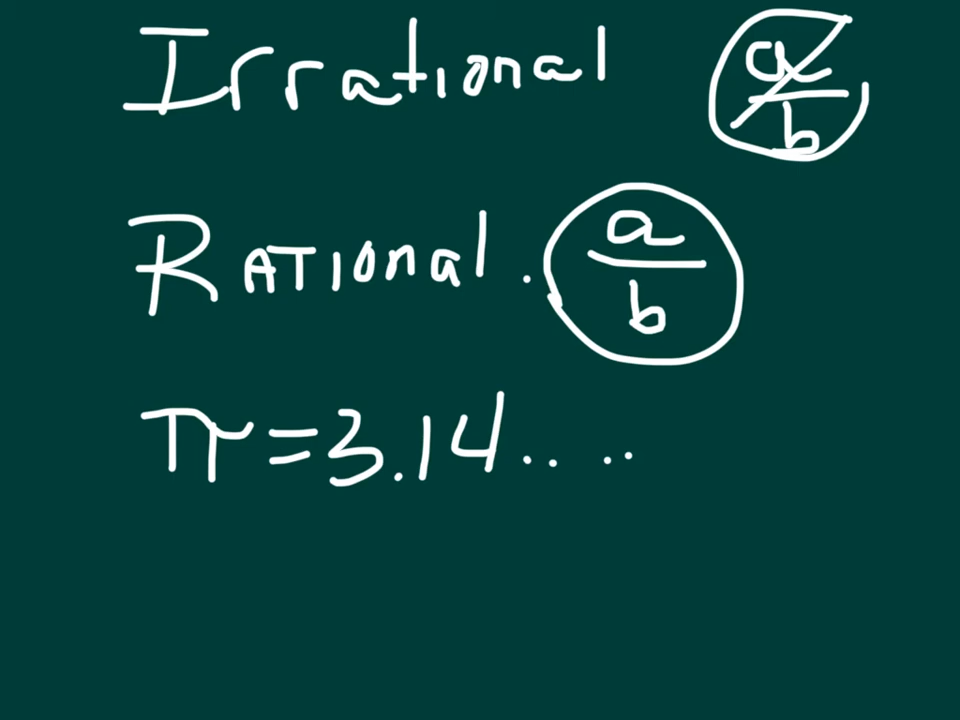 Irrational a/b
Rational. a/b
π=3.14.. ..